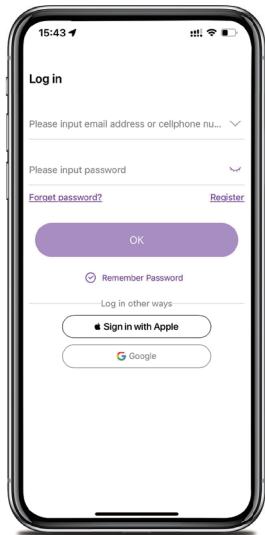 15:43
Log in
Please input email address or cellphone nu...
Please input password
Forget password?
Register
OK
Remember Password
Log in other ways
Sign in with Apple
Google